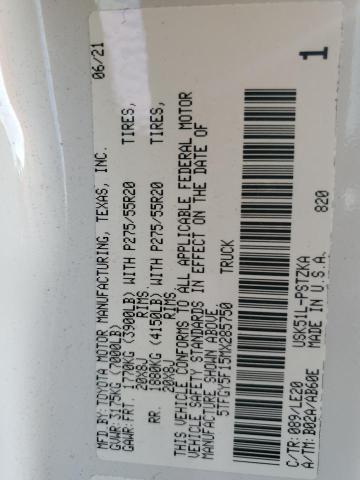 MFD BY:TOYOTA MOTOR MANUFACTURING, TEXAS, INC. 06/21
GVWR: 3175KG (7000LB)
GAWR: FRT. 1770KG (3900LB) WITH P275/55R20 TIRES,
20X8J RIMS
RR. 1880KG (4150LB) WITH P275/55R20 TIRES,
20X8J RIMS
THIS VEHICLE CONFORMS TO ALL APPLICABLE FEDERAL MOTOR
VEHICLE SAFETY STANDARDS IN EFFECT ON THE DATE OF
MANUFACTURE SHOWN ABOVE.
5TFGY5F15MX285750 TRUCK
C/TR: 089/LE20 USK51L-PSTZKA 820 1
A/TM: B02A/AB60E MADE IN U.S.A